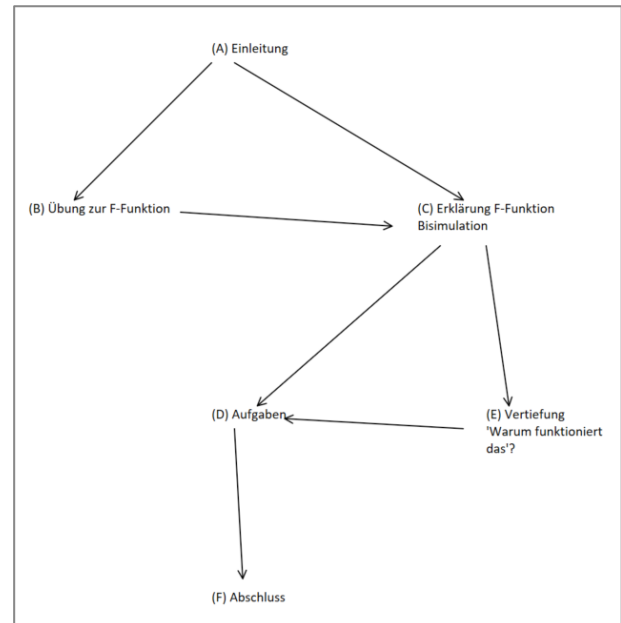 (A) Einleitung
(B) Übung zur F-Funktion
(C) Erklärung F-Funktion
Bisimulation
(D) Aufgaben
(E) Vertiefung
'Warum funktioniert
das'?
(F) Abschluss